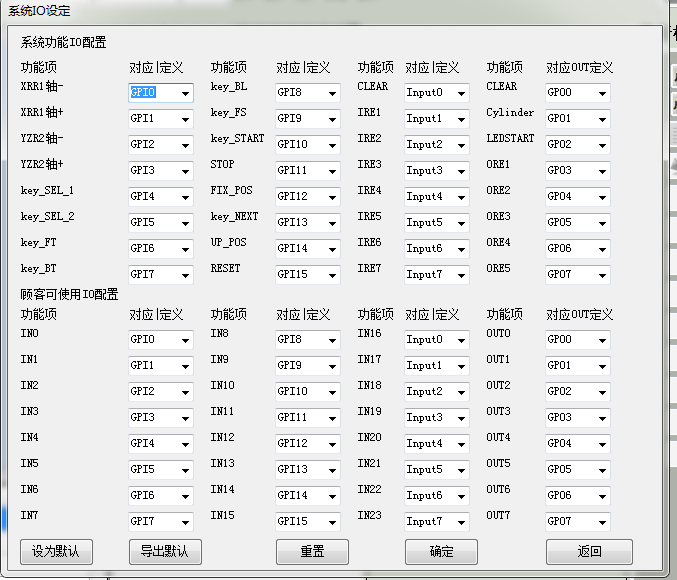 系统IO设定
系统功能IO配置
功能项 对应|定义 功能项 对应|定义 功能项 对应|定义 功能项 对应OUT定义
XRR1轴- GPI0 key_BL GPI8 CLEAR Input0 CLEAR GPO0
XRR1轴+ GPI1 key_FS GPI9 IRE1 Input1 Cylinder GPO1
YZR2轴- GPI2 key_START GPI10 IRE2 Input2 LEDSTART GPO2
YZR2轴+ GPI3 STOP GPI11 IRE3 Input3 ORE1 GPO3
key_SEL_1 GPI4 FIX_POS GPI12 IRE4 Input4 ORE2 GPO4
key_SEL_2 GPI5 key_NEXT GPI13 IRE5 Input5 ORE3 GPO5
key_FT GPI6 UP_POS GPI14 IRE6 Input6 ORE4 GPO6
key_BT GPI7 RESET GPI15 IRE7 Input7 ORE5 GPO7
顾客可使用IO配置
功能项 对应|定义 功能项 对应|定义 功能项 对应|定义 功能项 对应OUT定义
IN0 GPI0 IN8 GPI8 IN16 Input0 OUT0 GPO0
IN1 GPI1 IN9 GPI9 IN17 Input1 OUT1 GPO1
IN2 GPI2 IN10 GPI10 IN18 Input2 OUT2 GPO2
IN3 GPI3 IN11 GPI11 IN19 Input3 OUT3 GPO3
IN4 GPI4 IN12 GPI12 IN20 Input4 OUT4 GPO4
IN5 GPI5 IN13 GPI13 IN21 Input5 OUT5 GPO5
IN6 GPI6 IN14 GPI14 IN22 Input6 OUT6 GPO6
IN7 GPI7 IN15 GPI15 IN23 Input7 OUT7 GPO7
设为默认 导出默认 重置 确定 返回